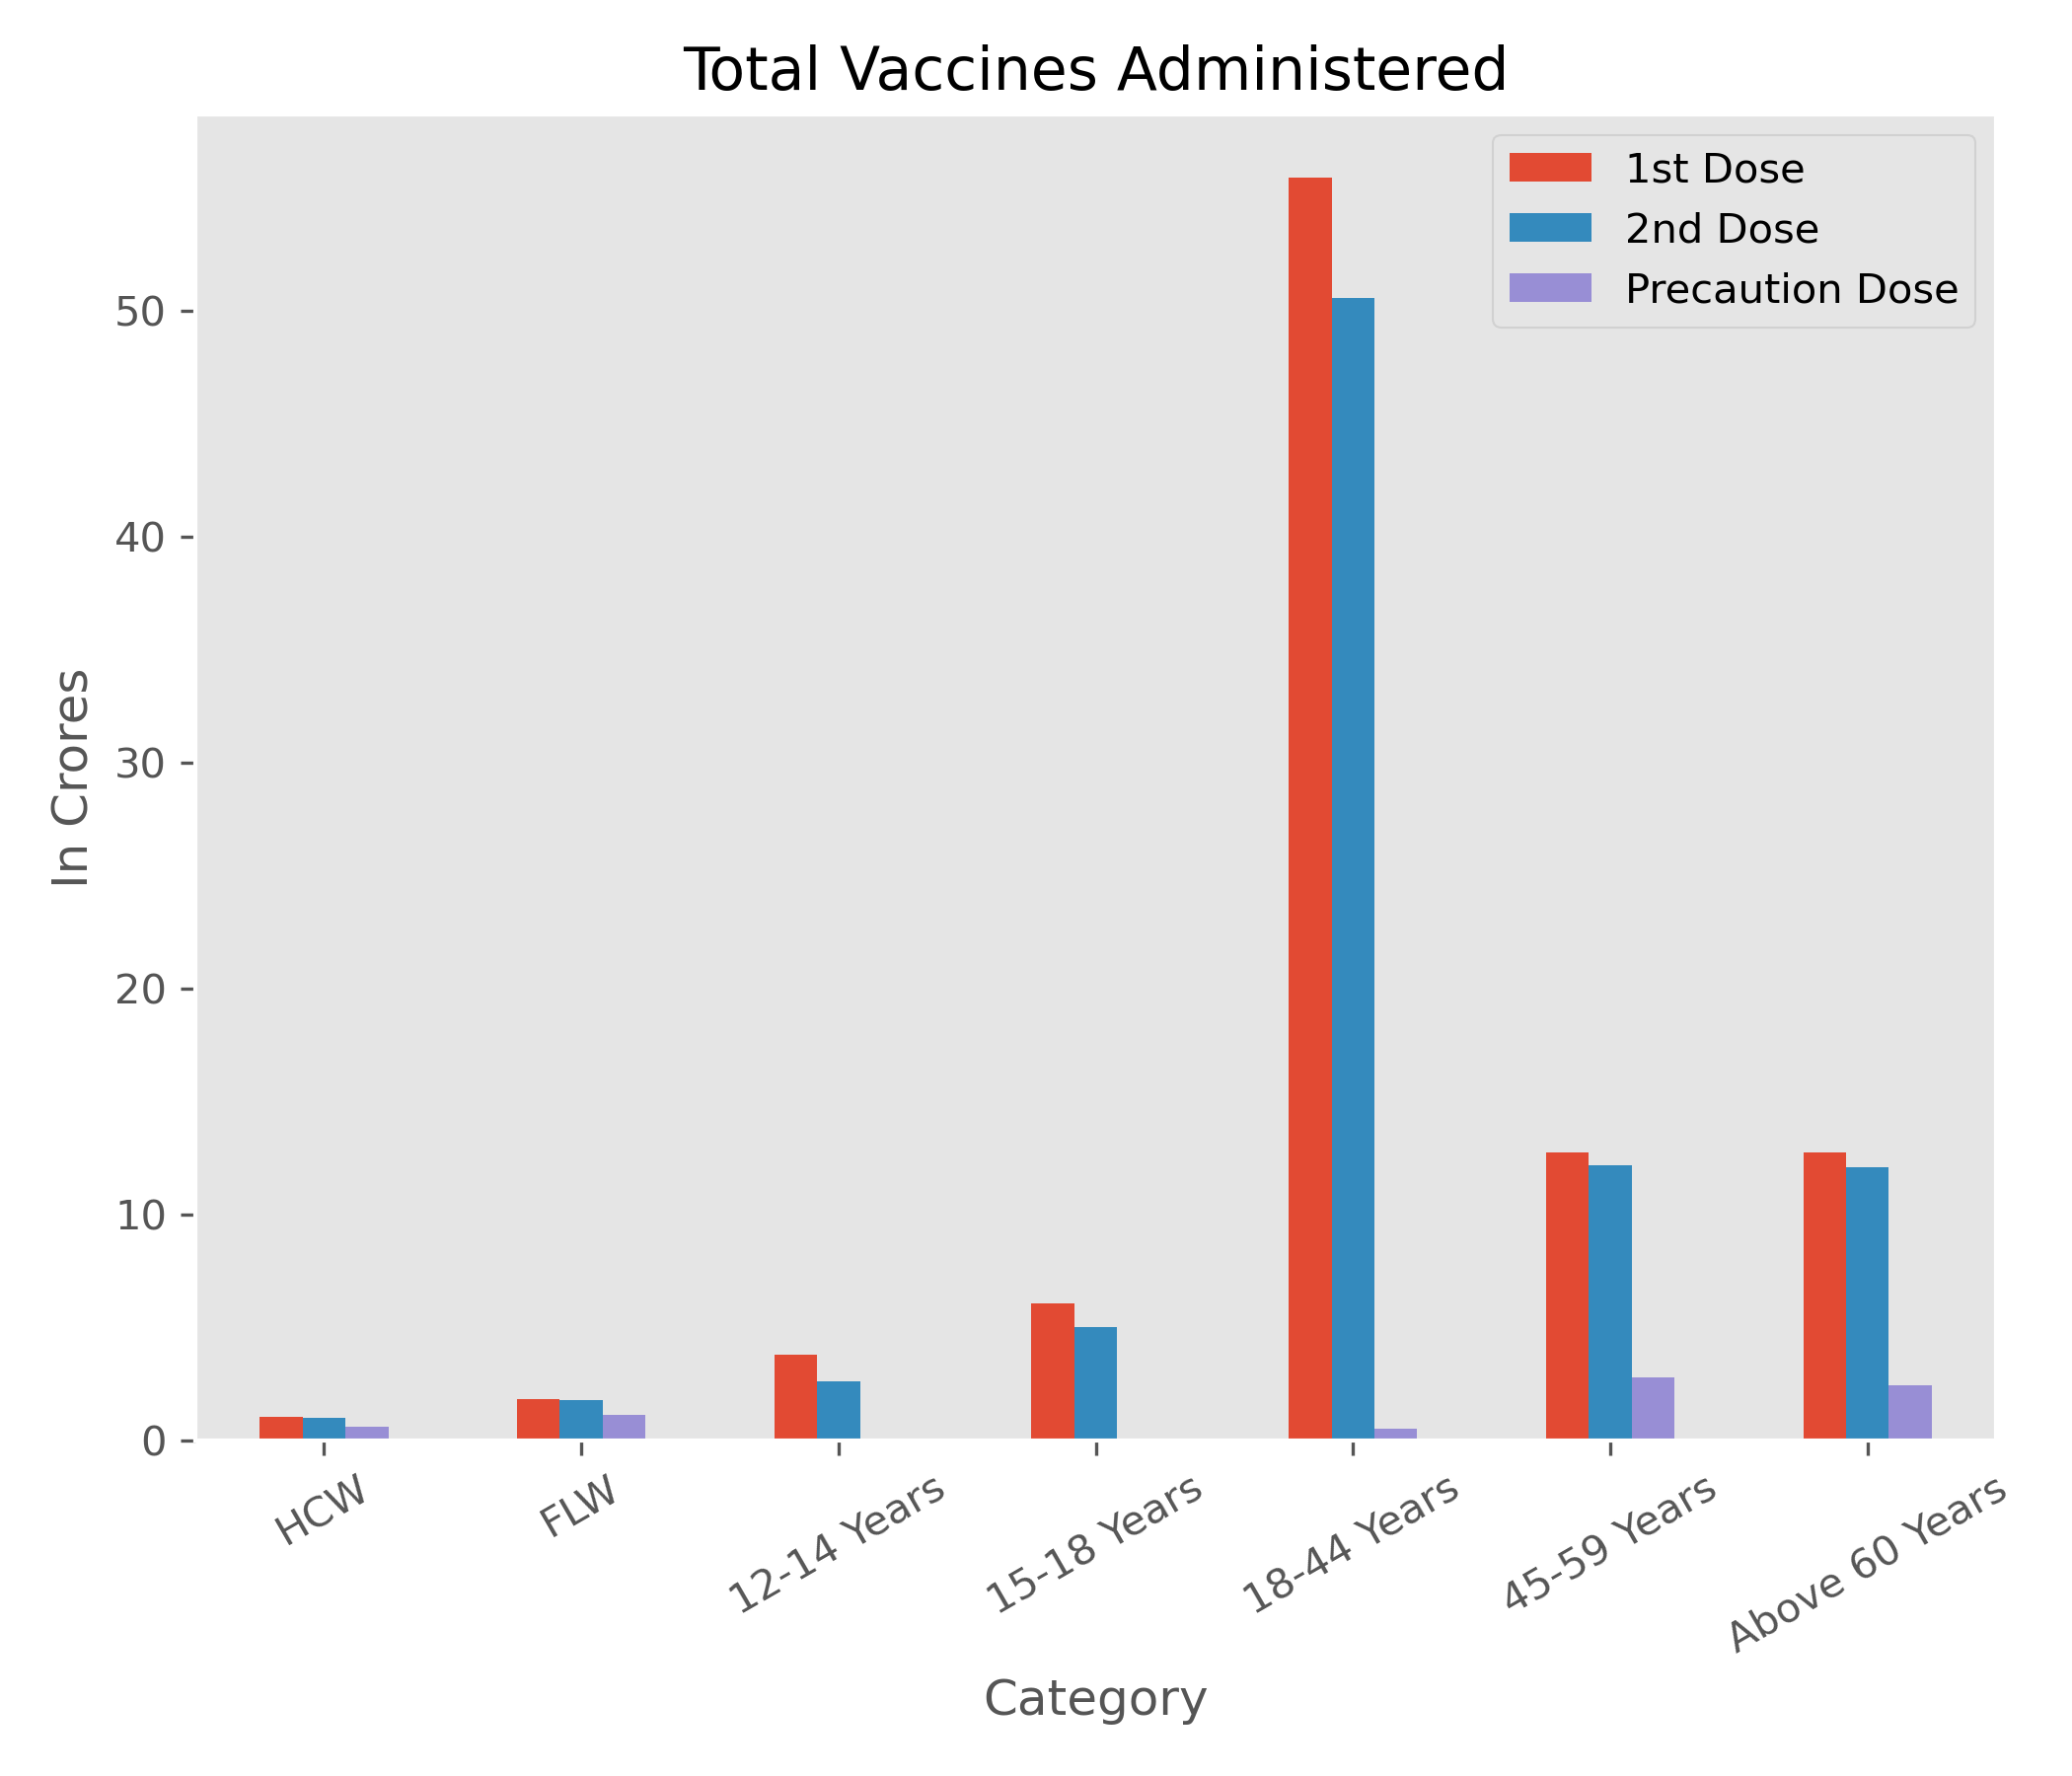 Total Vaccines Administered
1st Dose
2nd Dose
Precaution Dose
In Crores
50
40
30
20
10
0
HCW
FLW
12-14 Years
15-18 Years
18-44 Years
45-59 Years
Above 60 Years
Category